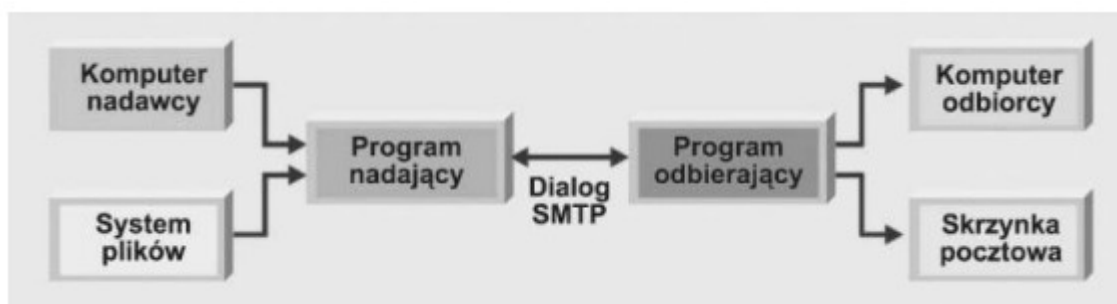 Komputer
nadawcy
System
plików
Program
nadający
Dialog
SMTP
Program
odbierający
Komputer
odbiorcy
Skrzynka
pocztowa